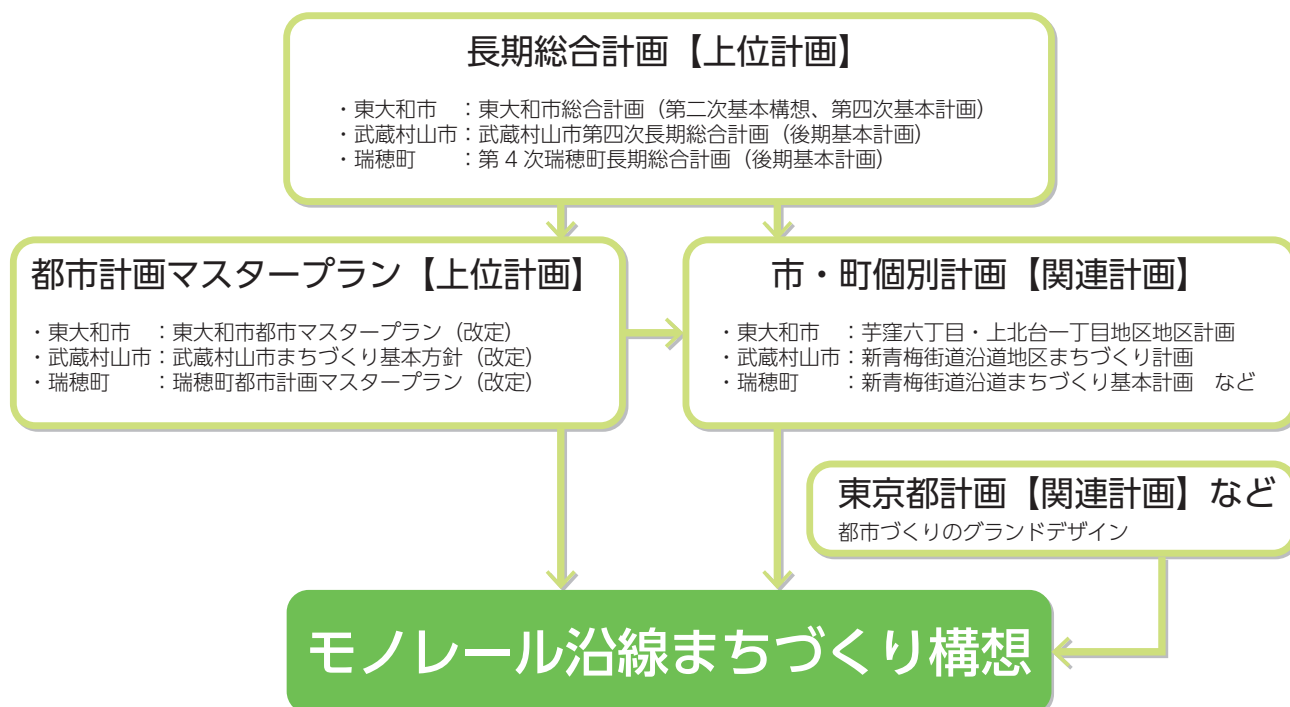 長期総合計画【上位計画】
・東大和市　：東大和市総合計画（第二次基本構想、第四次基本計画）
・武蔵村山市：武蔵村山市第四次長期総合計画（後期基本計画）
・瑞穂町　　：第 4 次瑞穂町長期総合計画（後期基本計画）
都市計画マスタープラン【上位計画】
・東大和市　：東大和市都市マスタープラン（改定）
・武蔵村山市：武蔵村山市まちづくり基本方針（改定）
・瑞穂町　　：瑞穂町都市計画マスタープラン（改定）
市・町個別計画【関連計画】
・東大和市　：芋窪六丁目・上北台一丁目地区地区計画
・武蔵村山市：新青梅街道沿道地区まちづくり計画
・瑞穂町　　：新青梅街道沿道まちづくり基本計画　など
東京都計画【関連計画】など
都市づくりのグランドデザイン
モノレール沿線まちづくり構想